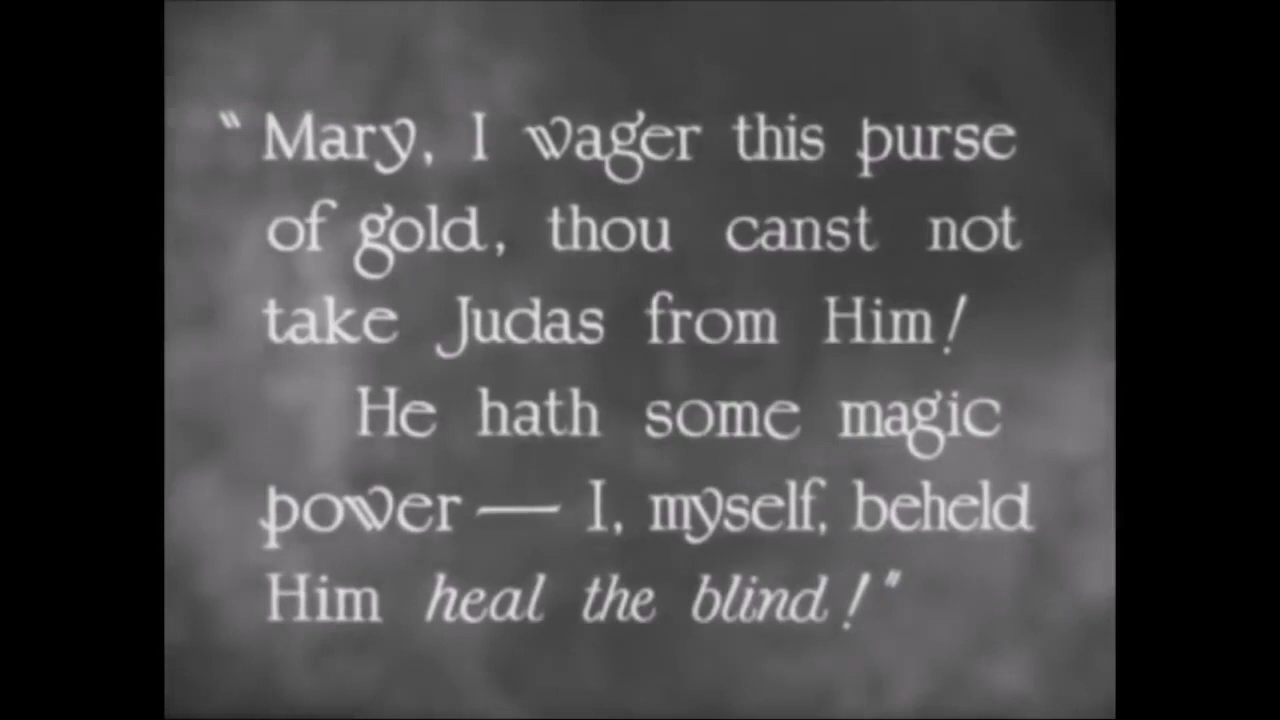 "Mary, I wager this purse
of gold, thou canst not
take Judas from Him!
He hath some magic
power — I, myself, beheld
Him heal the blind!"